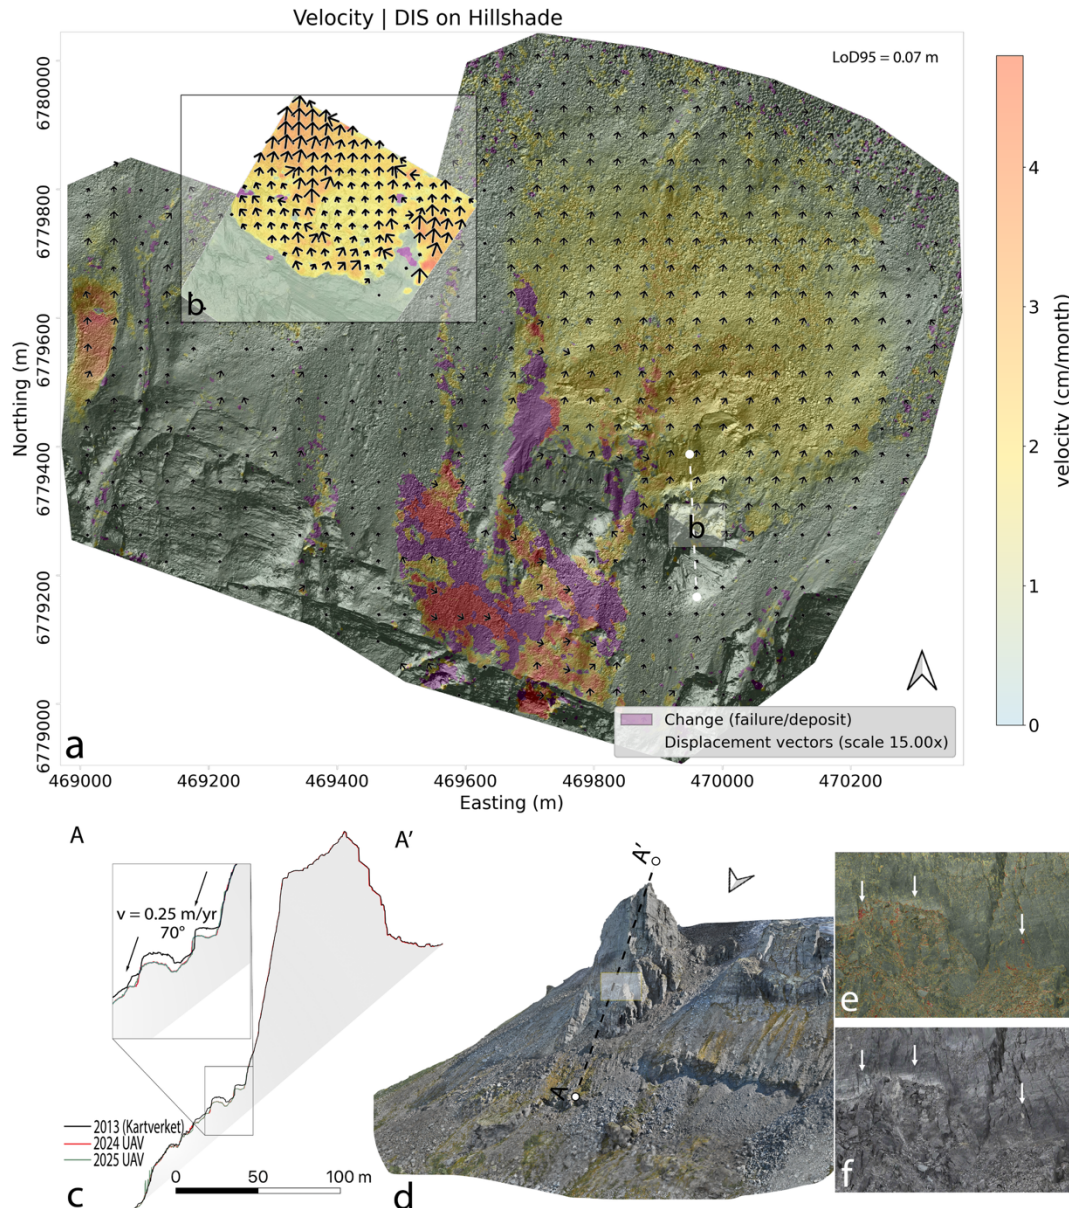 Velocity | DIS on Hillshade
LoD95 = 0.07 m
6780000
6779800
6779600
6779400
6779200
6779000
Northing (m)
b
b
a
Change (failure/deposit)
Displacement vectors (scale 15.00x)
469000 469200 469400 469600 469800 470000 470200
Easting (m)
4
3
2
1
0
velocity (cm/month)
A
A'
v = 0.25 m/yr
70°
2013 (Kartverket)
2024 UAV
2025 UAV
0 50 100 m
c
A'
A
d
e
f